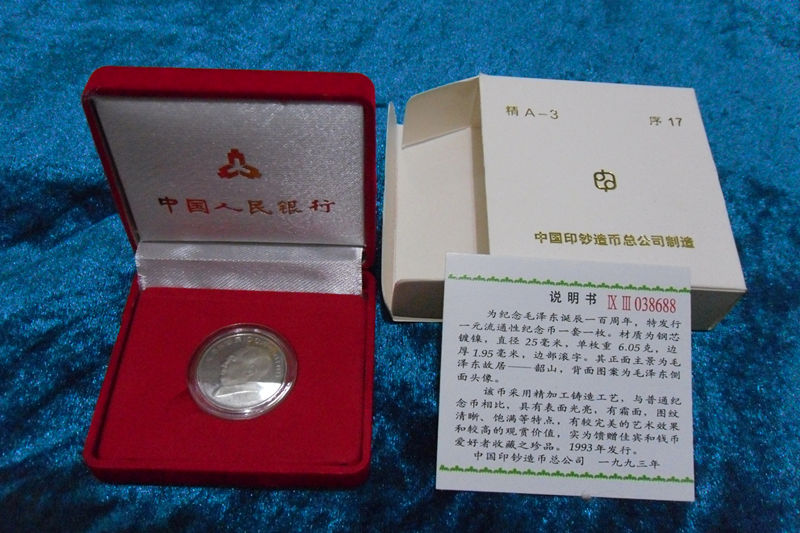 中国人民银行
精 A-3
序 17
中国印钞造币总公司制造
说明书 IX III 038688
为纪念毛泽东诞辰一百周年，特发行
一元流通性纪念币一套一枚。材质为钢芯
镀镍，直径 25毫米，单枚重 6.05克，边
厚1.95毫米，边部滚字。其正面主景为毛
泽东故居——韶山，背面图案为毛泽东侧
面头像。
该币采用精加工铸造工艺，与普通纪
念币相比，具有表面光亮，有霜面，图纹
清晰、饱满等特点，有较完美的艺术效果
和较高的观赏价值，实为馈赠佳宾和钱币
爱好者收藏之珍品。1993年发行。
中国印钞造币总公司 一九九三年